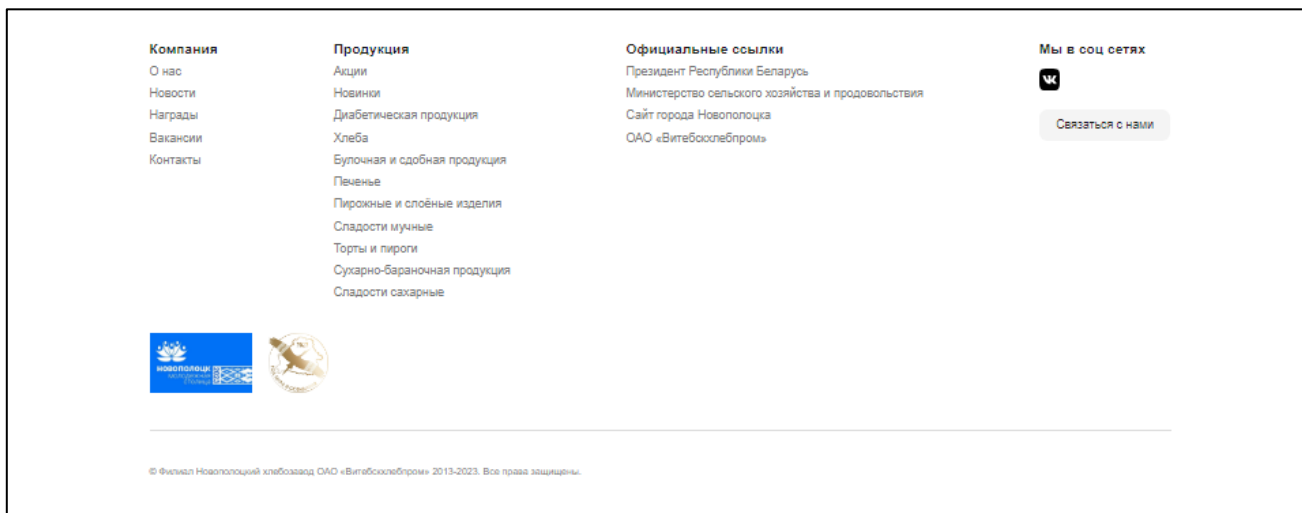 Компания
О нас
Новости
Награды
Вакансии
Контакты
Продукция
Акции
Новинки
Диабетическая продукция
Хлеба
Булочная и сдобная продукция
Печенье
Пирожные и слоёные изделия
Сладости мучные
Торты и пироги
Сухарно-бараночная продукция
Сладости сахарные
Официальные ссылки
Президент Республики Беларусь
Министерство сельского хозяйства и продовольствия
Сайт города Новополоцка
ОАО «Витебскхлебпром»
Мы в соц сетях
Связаться с нами
НОВОПОЛОЦК
МОЛОДЕЖНАЯ
СТОЛИЦА
© Филиал Новополоцкий хлебозавод ОАО «Витебскхлебпром» 2013-2023. Все права защищены.